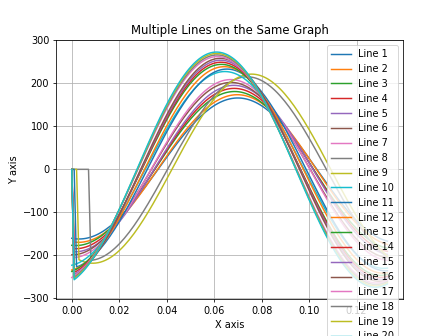 Multiple Lines on the Same Graph
300
200
100
0
−100
−200
−300
Y axis
0.00
0.02
0.04
0.06
0.08
0.10
X axis
Line 1
Line 2
Line 3
Line 4
Line 5
Line 6
Line 7
Line 8
Line 9
Line 10
Line 11
Line 12
Line 13
Line 14
Line 15
Line 16
Line 17
Line 18
Line 19
Line 20